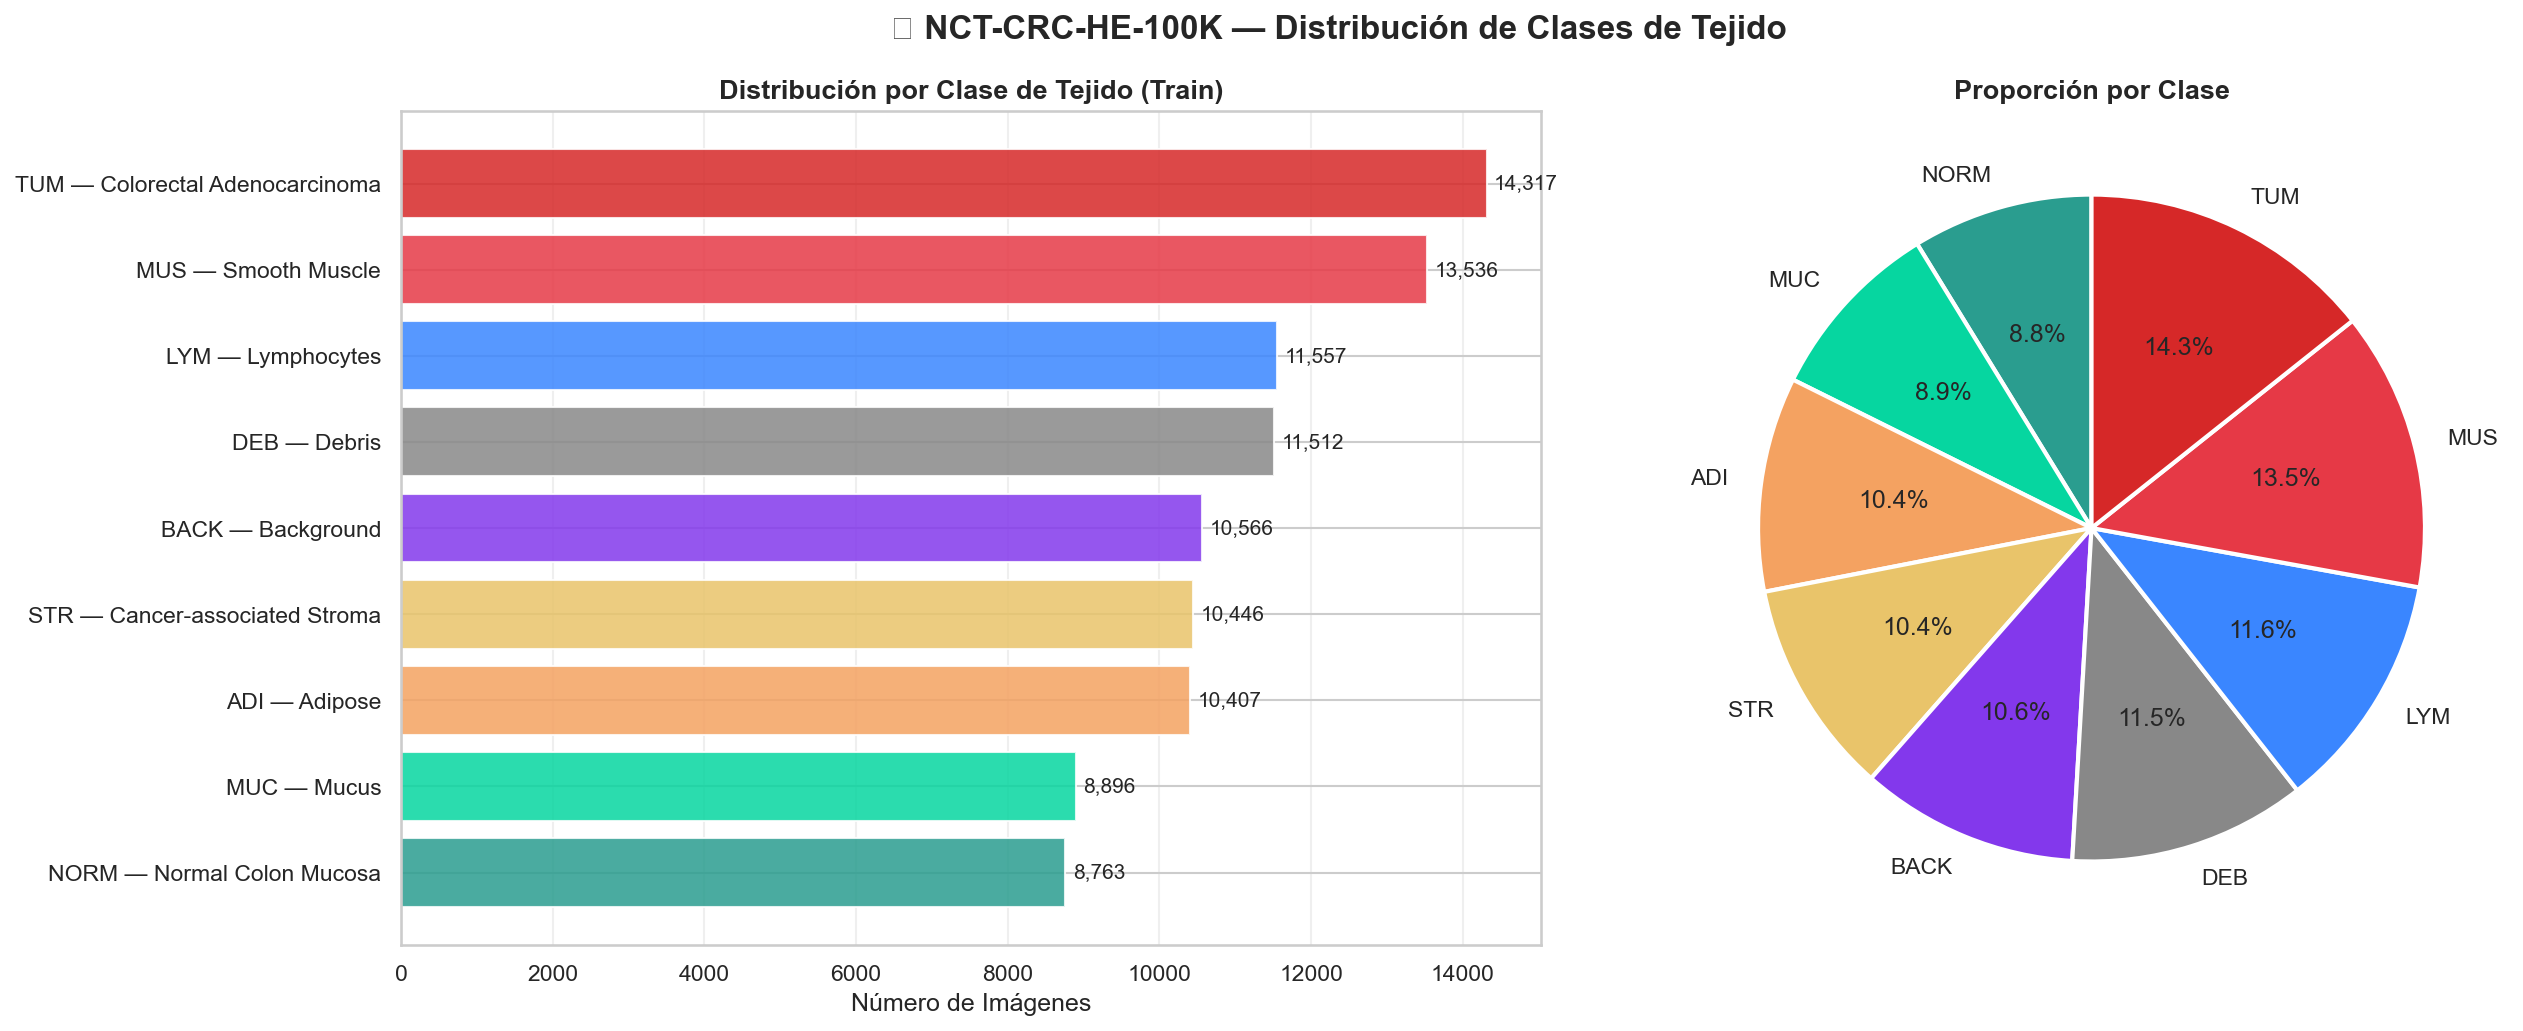 NCT-CRC-HE-100K — Distribución de Clases de Tejido
Distribución por Clase de Tejido (Train)
TUM — Colorectal Adenocarcinoma
14,317
MUS — Smooth Muscle
13,536
LYM — Lymphocytes
11,557
DEB — Debris
11,512
BACK — Background
10,566
STR — Cancer-associated Stroma
10,446
ADI — Adipose
10,407
MUC — Mucus
8,896
NORM — Normal Colon Mucosa
8,763
0 2000 4000 6000 8000 10000 12000 14000
Número de Imágenes
Proporción por Clase
NORM
8.8%
TUM
14.3%
MUC
8.9%
MUS
13.5%
ADI
10.4%
LYM
11.6%
STR
10.4%
BACK
10.6%
DEB
11.5%